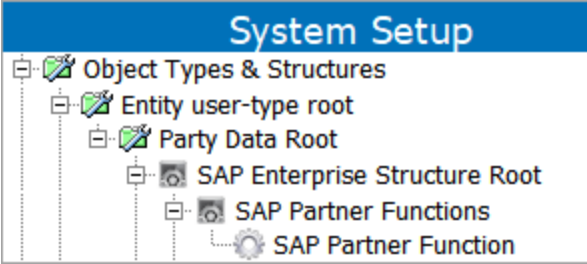 System Setup
Object Types & Structures
Entity user-type root
Party Data Root
SAP Enterprise Structure Root
SAP Partner Functions
SAP Partner Function